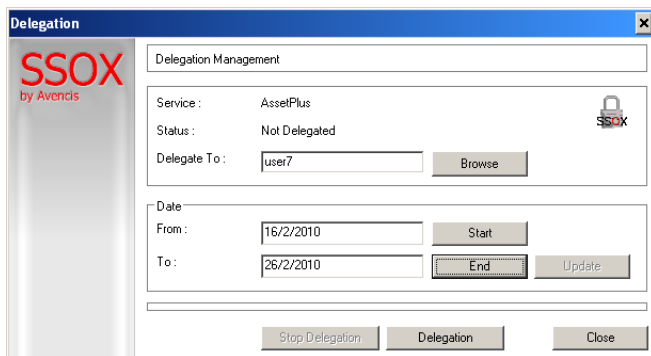 Delegation
SSOX
by Avencis
Delegation Management
Service : AssetPlus
SSOX
Status : Not Delegated
Delegate To : user7 Browse
Date
From : 16/2/2010 Start
To : 26/2/2010 End Update
Stop Delegation Delegation Close